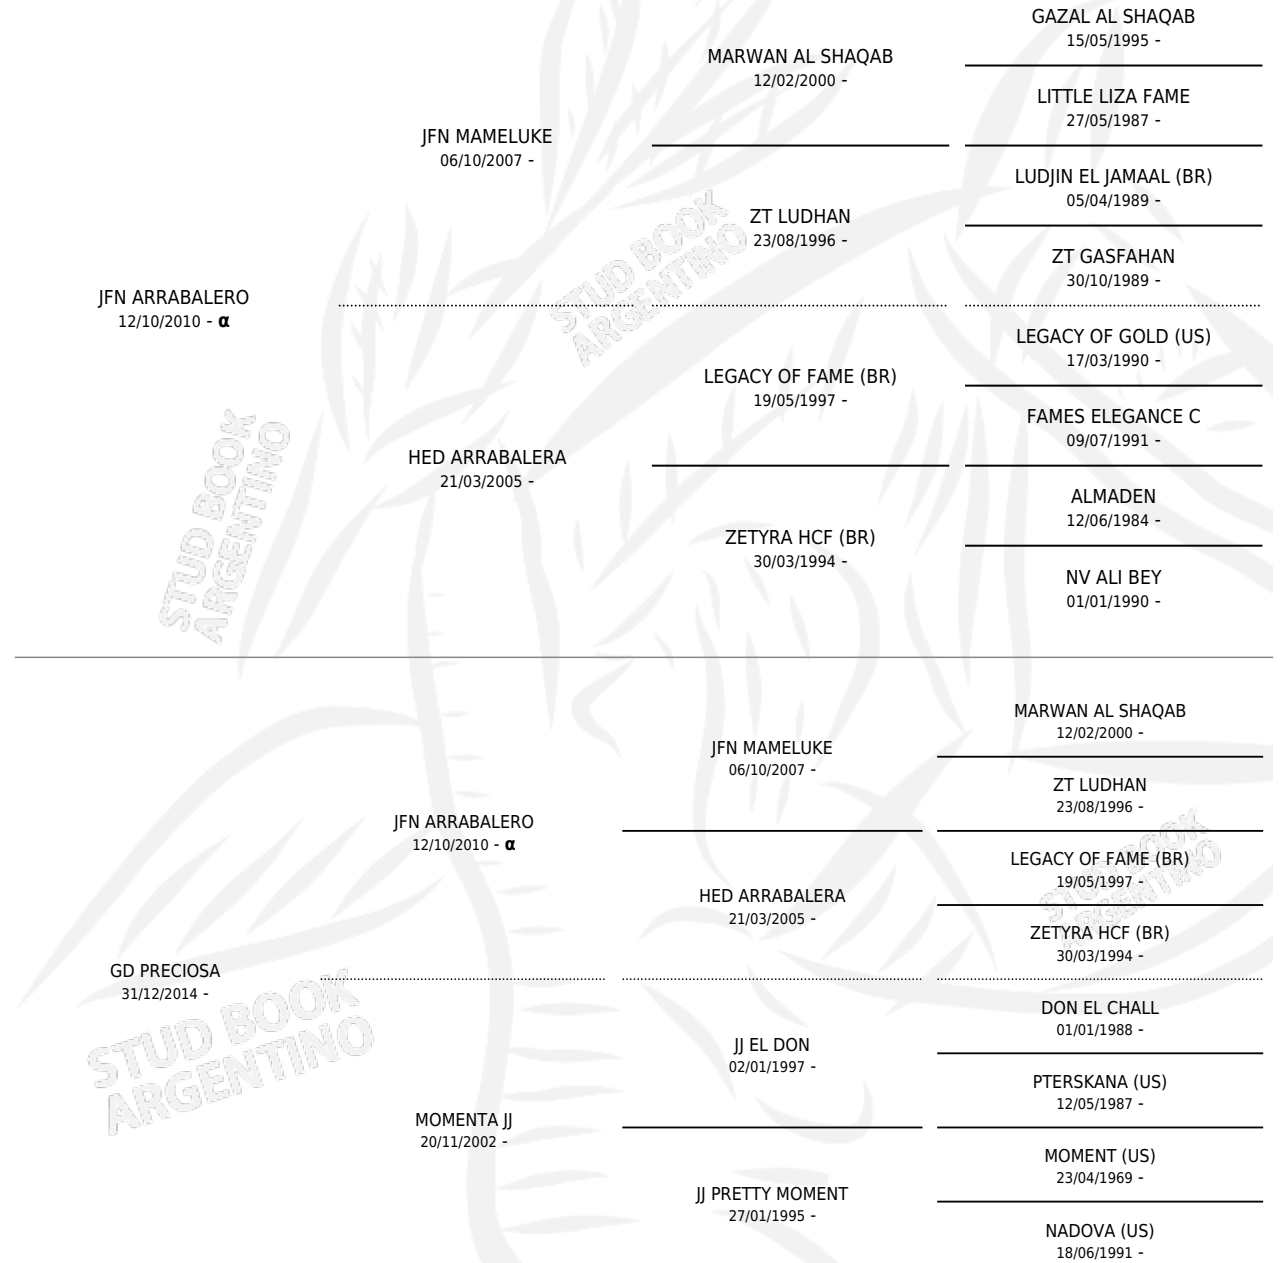 GAZAL AL SHAQAB
15/05/1995 -
MARWAN AL SHAQAB
12/02/2000 -
LITTLE LIZA FAME
27/05/1987 -
JFN MAMELUKE
06/10/2007 -
LUDJIN EL JAMAAL (BR)
05/04/1989 -
ZT LUDHAN
23/08/1996 -
ZT GASFAHAN
30/10/1989 -
JFN ARRABALERO
12/10/2010 - α
LEGACY OF GOLD (US)
17/03/1990 -
LEGACY OF FAME (BR)
19/05/1997 -
FAMES ELEGANCE C
09/07/1991 -
HED ARRABALERA
21/03/2005 -
ALMADEN
12/06/1984 -
ZETYRA HCF (BR)
30/03/1994 -
NV ALI BEY
01/01/1990 -
STUD BOOK
ARGENTINO
STUD BOOK
ARGENTINO
MARWAN AL SHAQAB
12/02/2000 -
JFN MAMELUKE
06/10/2007 -
ZT LUDHAN
23/08/1996 -
JFN ARRABALERO
12/10/2010 - α
LEGACY OF FAME (BR)
19/05/1997 -
HED ARRABALERA
21/03/2005 -
ZETYRA HCF (BR)
30/03/1994 -
GD PRECIOSA
31/12/2014 -
DON EL CHALL
01/01/1988 -
JJ EL DON
02/01/1997 -
PTERSKANA (US)
12/05/1987 -
MOMENTA JJ
20/11/2002 -
MOMENT (US)
23/04/1969 -
JJ PRETTY MOMENT
27/01/1995 -
NADOVA (US)
18/06/1991 -
STUD BOOK
ARGENTINO
STUD BOOK
ARGENTINO